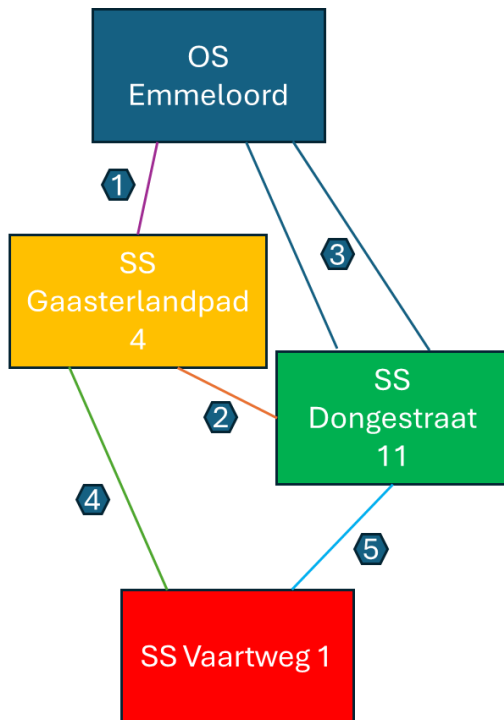 OS
Emmeloord
1
3
SS
Gaasterlandpad
4
SS
Dongestraat
11
2
4
5
SS Vaartweg 1